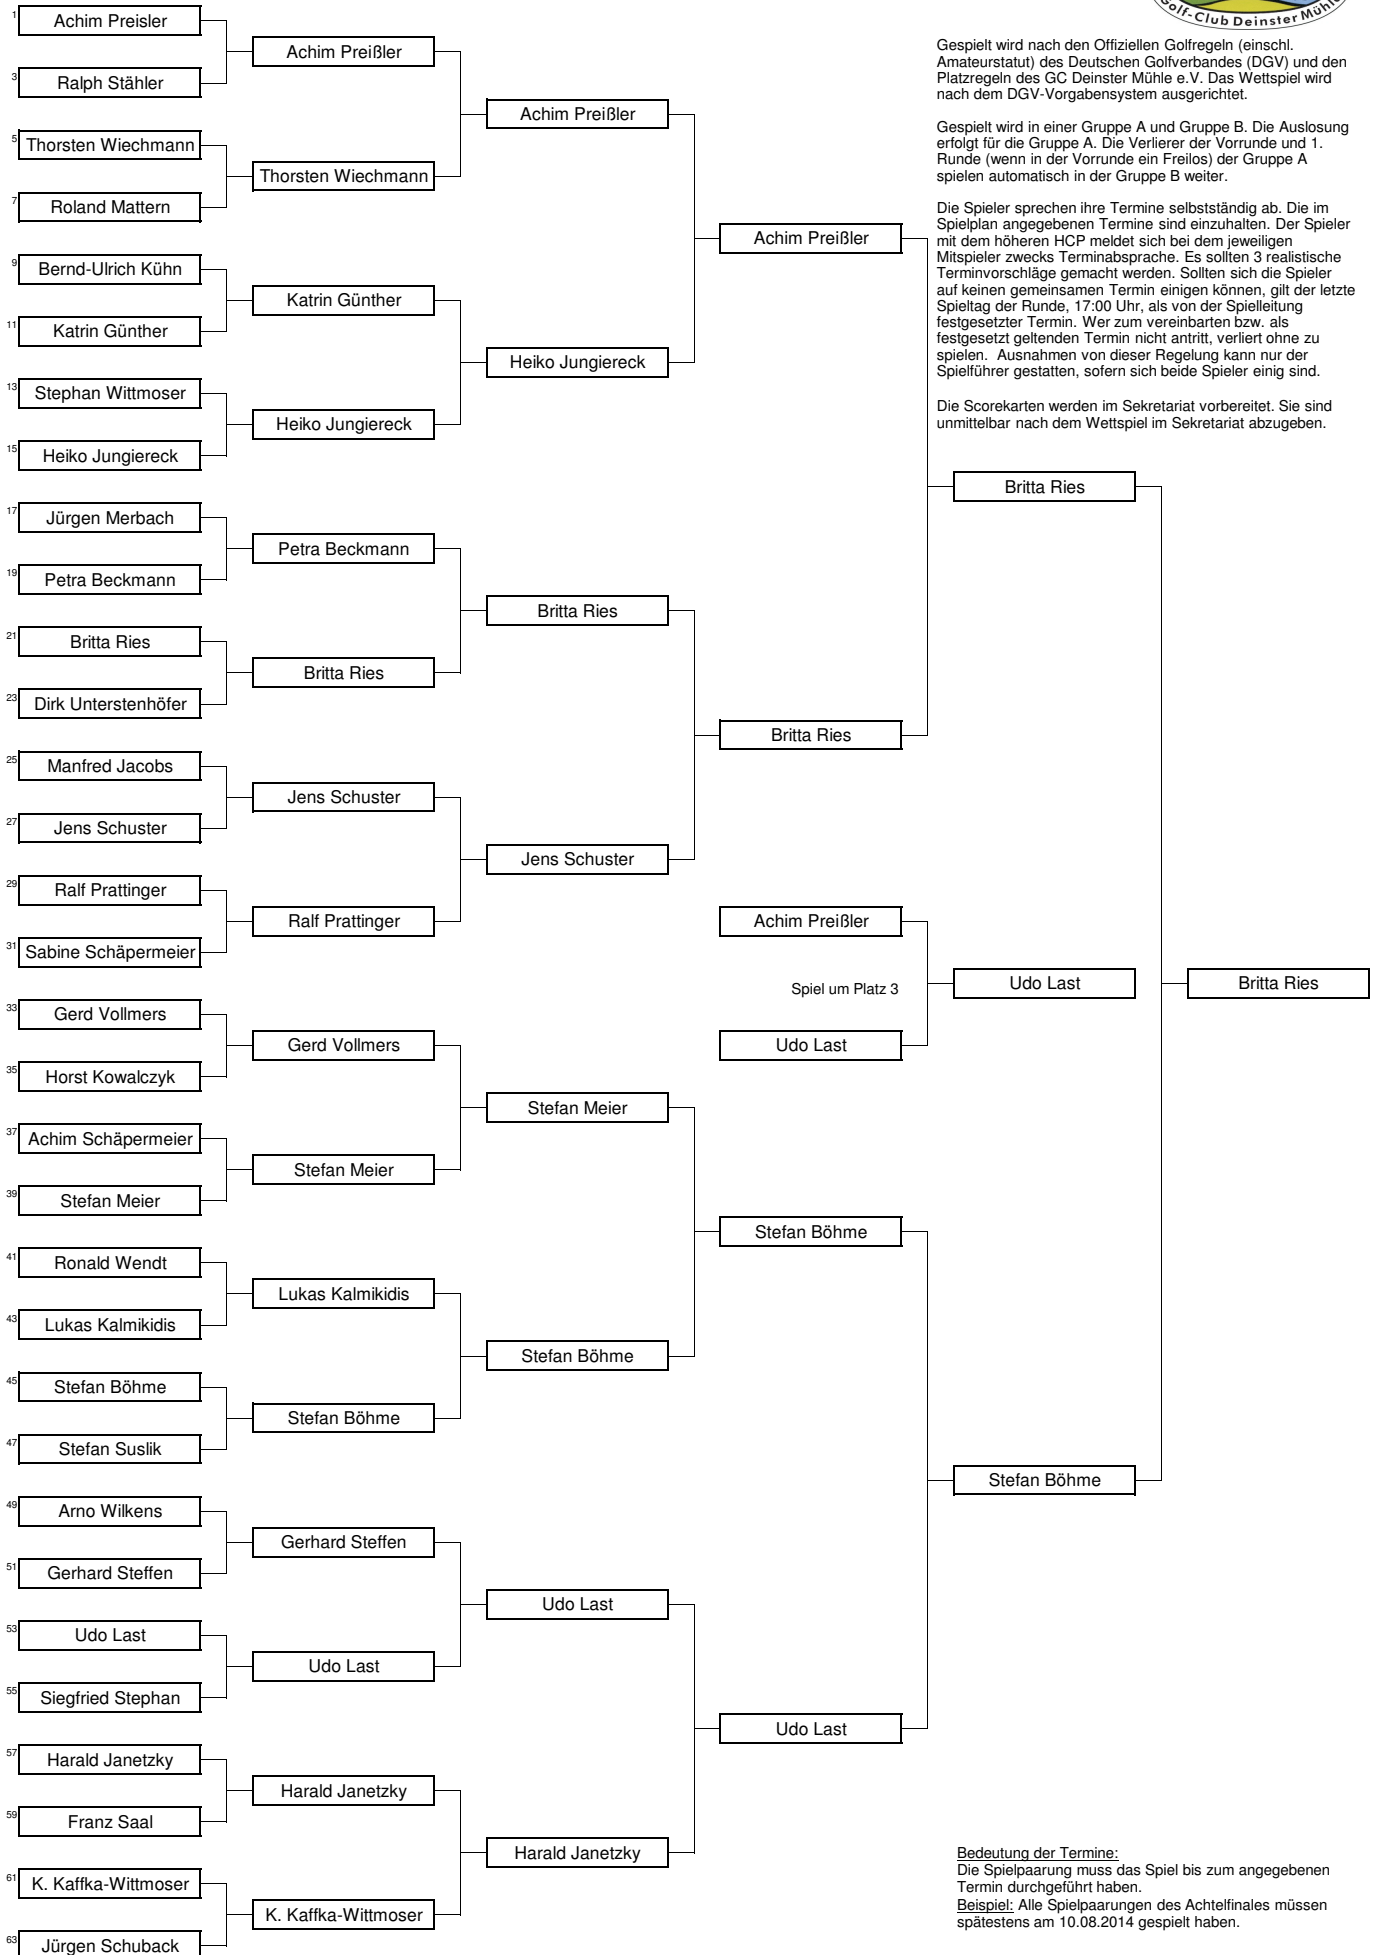 Golf-Club Deinster Mühle
Gespielt wird nach den Offiziellen Golfregeln (einschl.
Amateurstatut) des Deutschen Golfverbandes (DGV) und den
Platzregeln des GC Deinster Mühle e.V. Das Wettspiel wird
nach dem DGV-Vorgabensystem ausgerichtet.
Gespielt wird in einer Gruppe A und Gruppe B. Die Auslosung
erfolgt für die Gruppe A. Die Verlierer der Vorrunde und 1.
Runde (wenn in der Vorrunde ein Freilos) der Gruppe A
spielen automatisch in der Gruppe B weiter.
Die Spieler sprechen ihre Termine selbstständig ab. Die im
Spielplan angegebenen Termine sind einzuhalten. Der Spieler
mit dem höheren HCP meldet sich bei dem jeweiligen
Mitspieler zwecks Terminabsprache. Es sollten 3 realistische
Terminvorschläge gemacht werden. Sollten sich die Spieler
auf keinen gemeinsamen Termin einigen können, gilt der letzte
Spieltag der Runde, 17:00 Uhr, als von der Spielleitung
festgesetzter Termin. Wer zum vereinbarten bzw. als
festgesetzt geltenden Termin nicht antritt, verliert ohne zu
spielen. Ausnahmen von dieser Regelung kann nur der
Spielführer gestatten, sofern sich beide Spieler einig sind.
Die Scorekarten werden im Sekretariat vorbereitet. Sie sind
unmittelbar nach dem Wettspiel im Sekretariat abzugeben.
1 Achim Preisler
3 Ralph Stähler
5 Thorsten Wiechmann
7 Roland Mattern
9 Bernd-Ulrich Kühn
11 Katrin Günther
13 Stephan Wittmoser
15 Heiko Jungiereck
17 Jürgen Merbach
19 Petra Beckmann
21 Britta Ries
23 Dirk Unterstenhöfer
25 Manfred Jacobs
27 Jens Schuster
29 Ralf Prattinger
31 Sabine Schäpermeier
33 Gerd Vollmers
35 Horst Kowalczyk
37 Achim Schäpermeier
39 Stefan Meier
41 Ronald Wendt
43 Lukas Kalmikidis
45 Stefan Böhme
47 Stefan Suslik
49 Arno Wilkens
51 Gerhard Steffen
53 Udo Last
55 Siegfried Stephan
57 Harald Janetzky
59 Franz Saal
61 K. Kaffka-Wittmoser
63 Jürgen Schuback
Achim Preißler
Thorsten Wiechmann
Katrin Günther
Heiko Jungiereck
Petra Beckmann
Britta Ries
Jens Schuster
Ralf Prattinger
Gerd Vollmers
Stefan Meier
Lukas Kalmikidis
Stefan Böhme
Gerhard Steffen
Udo Last
Harald Janetzky
K. Kaffka-Wittmoser
Achim Preißler
Heiko Jungiereck
Britta Ries
Jens Schuster
Stefan Meier
Stefan Böhme
Udo Last
Harald Janetzky
Achim Preißler
Britta Ries
Achim Preißler
Spiel um Platz 3
Udo Last
Stefan Böhme
Udo Last
Britta Ries
Udo Last
Stefan Böhme
Britta Ries
Bedeutung der Termine:
Die Spielpaarung muss das Spiel bis zum angegebenen
Termin durchgeführt haben.
Beispiel: Alle Spielpaarungen des Achtelfinales müssen
spätestens am 10.08.2014 gespielt haben.